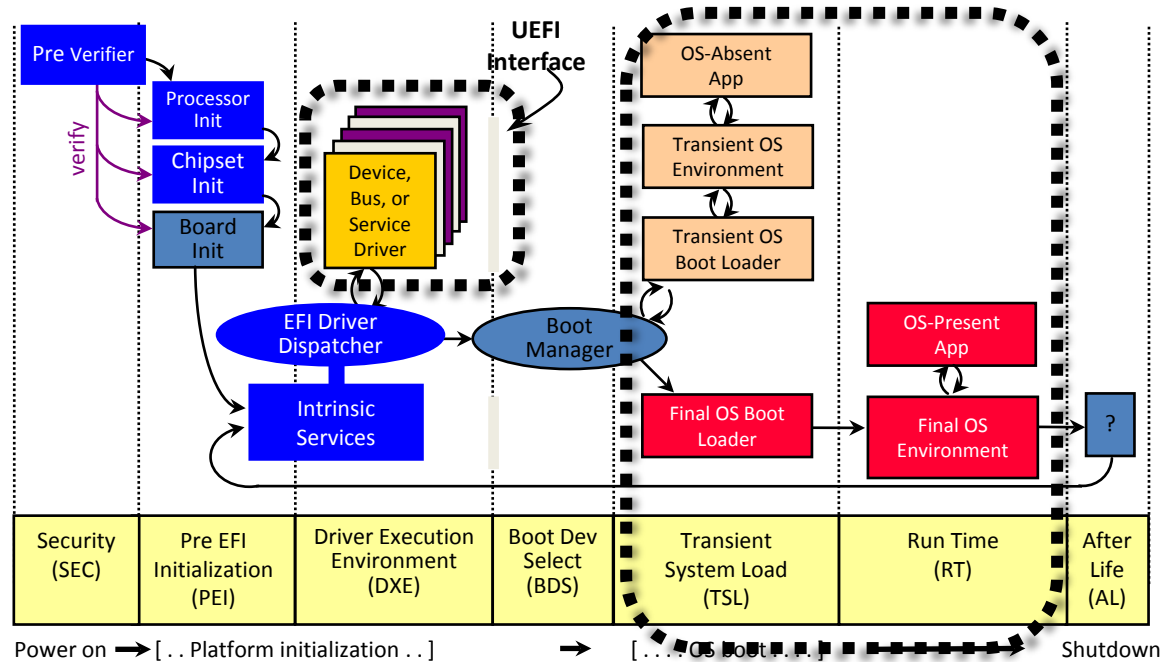 Pre Verifier
verify
Processor
Init
Chipset
Init
Board
Init
UEFI
Interface
Device,
Bus, or
Service
Driver
EFI Driver
Dispatcher
Intrinsic
Services
Boot
Manager
OS-Absent
App
Transient OS
Environment
Transient OS
Boot Loader
Final OS Boot
Loader
OS-Present
App
Final OS
Environment
?
Security
(SEC)
Pre EFI
Initialization
(PEI)
Driver Execution
Environment
(DXE)
Boot Dev
Select
(BDS)
Transient
System Load
(TSL)
Run Time
(RT)
After
Life
(AL)
Power on [ . . Platform initialization . . ] [ . . . . OS boot . . . . ] Shutdown